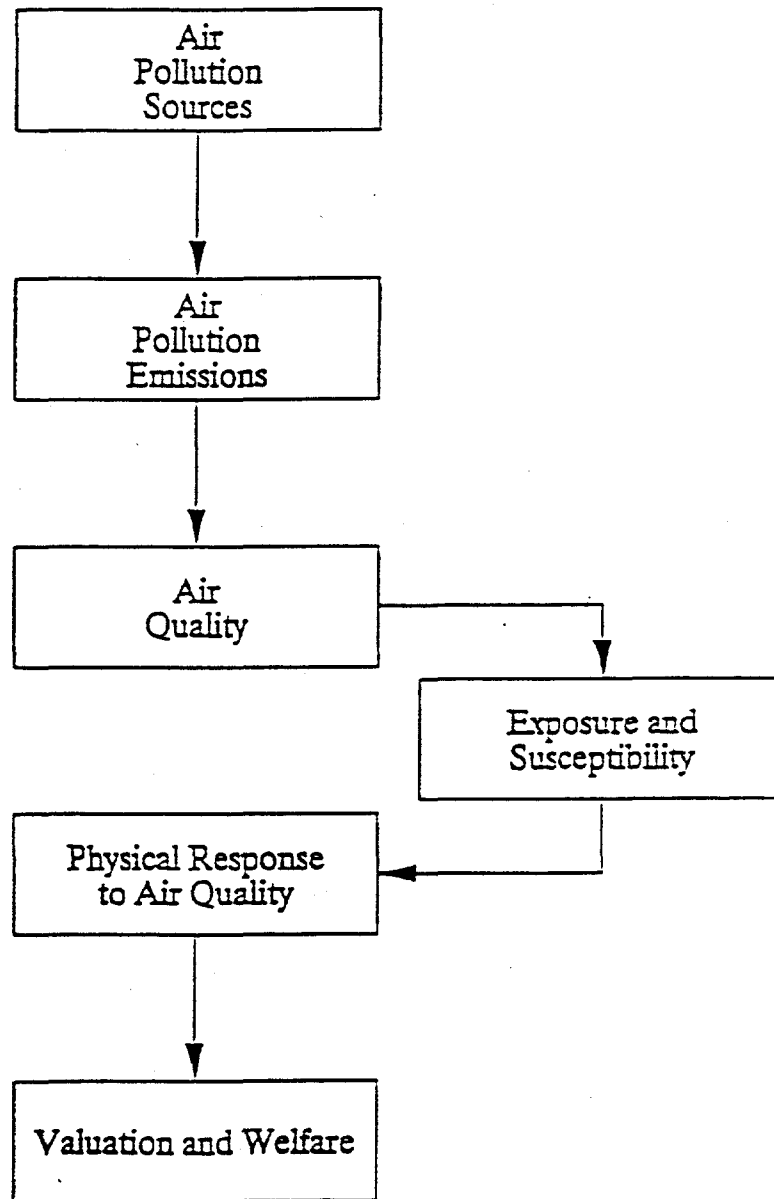 Air
Pollution
Sources
Air
Pollution
Emissions
Air
Quality
Exposure and
Susceptibility
Physical Response
to Air Quality
Valuation and Welfare